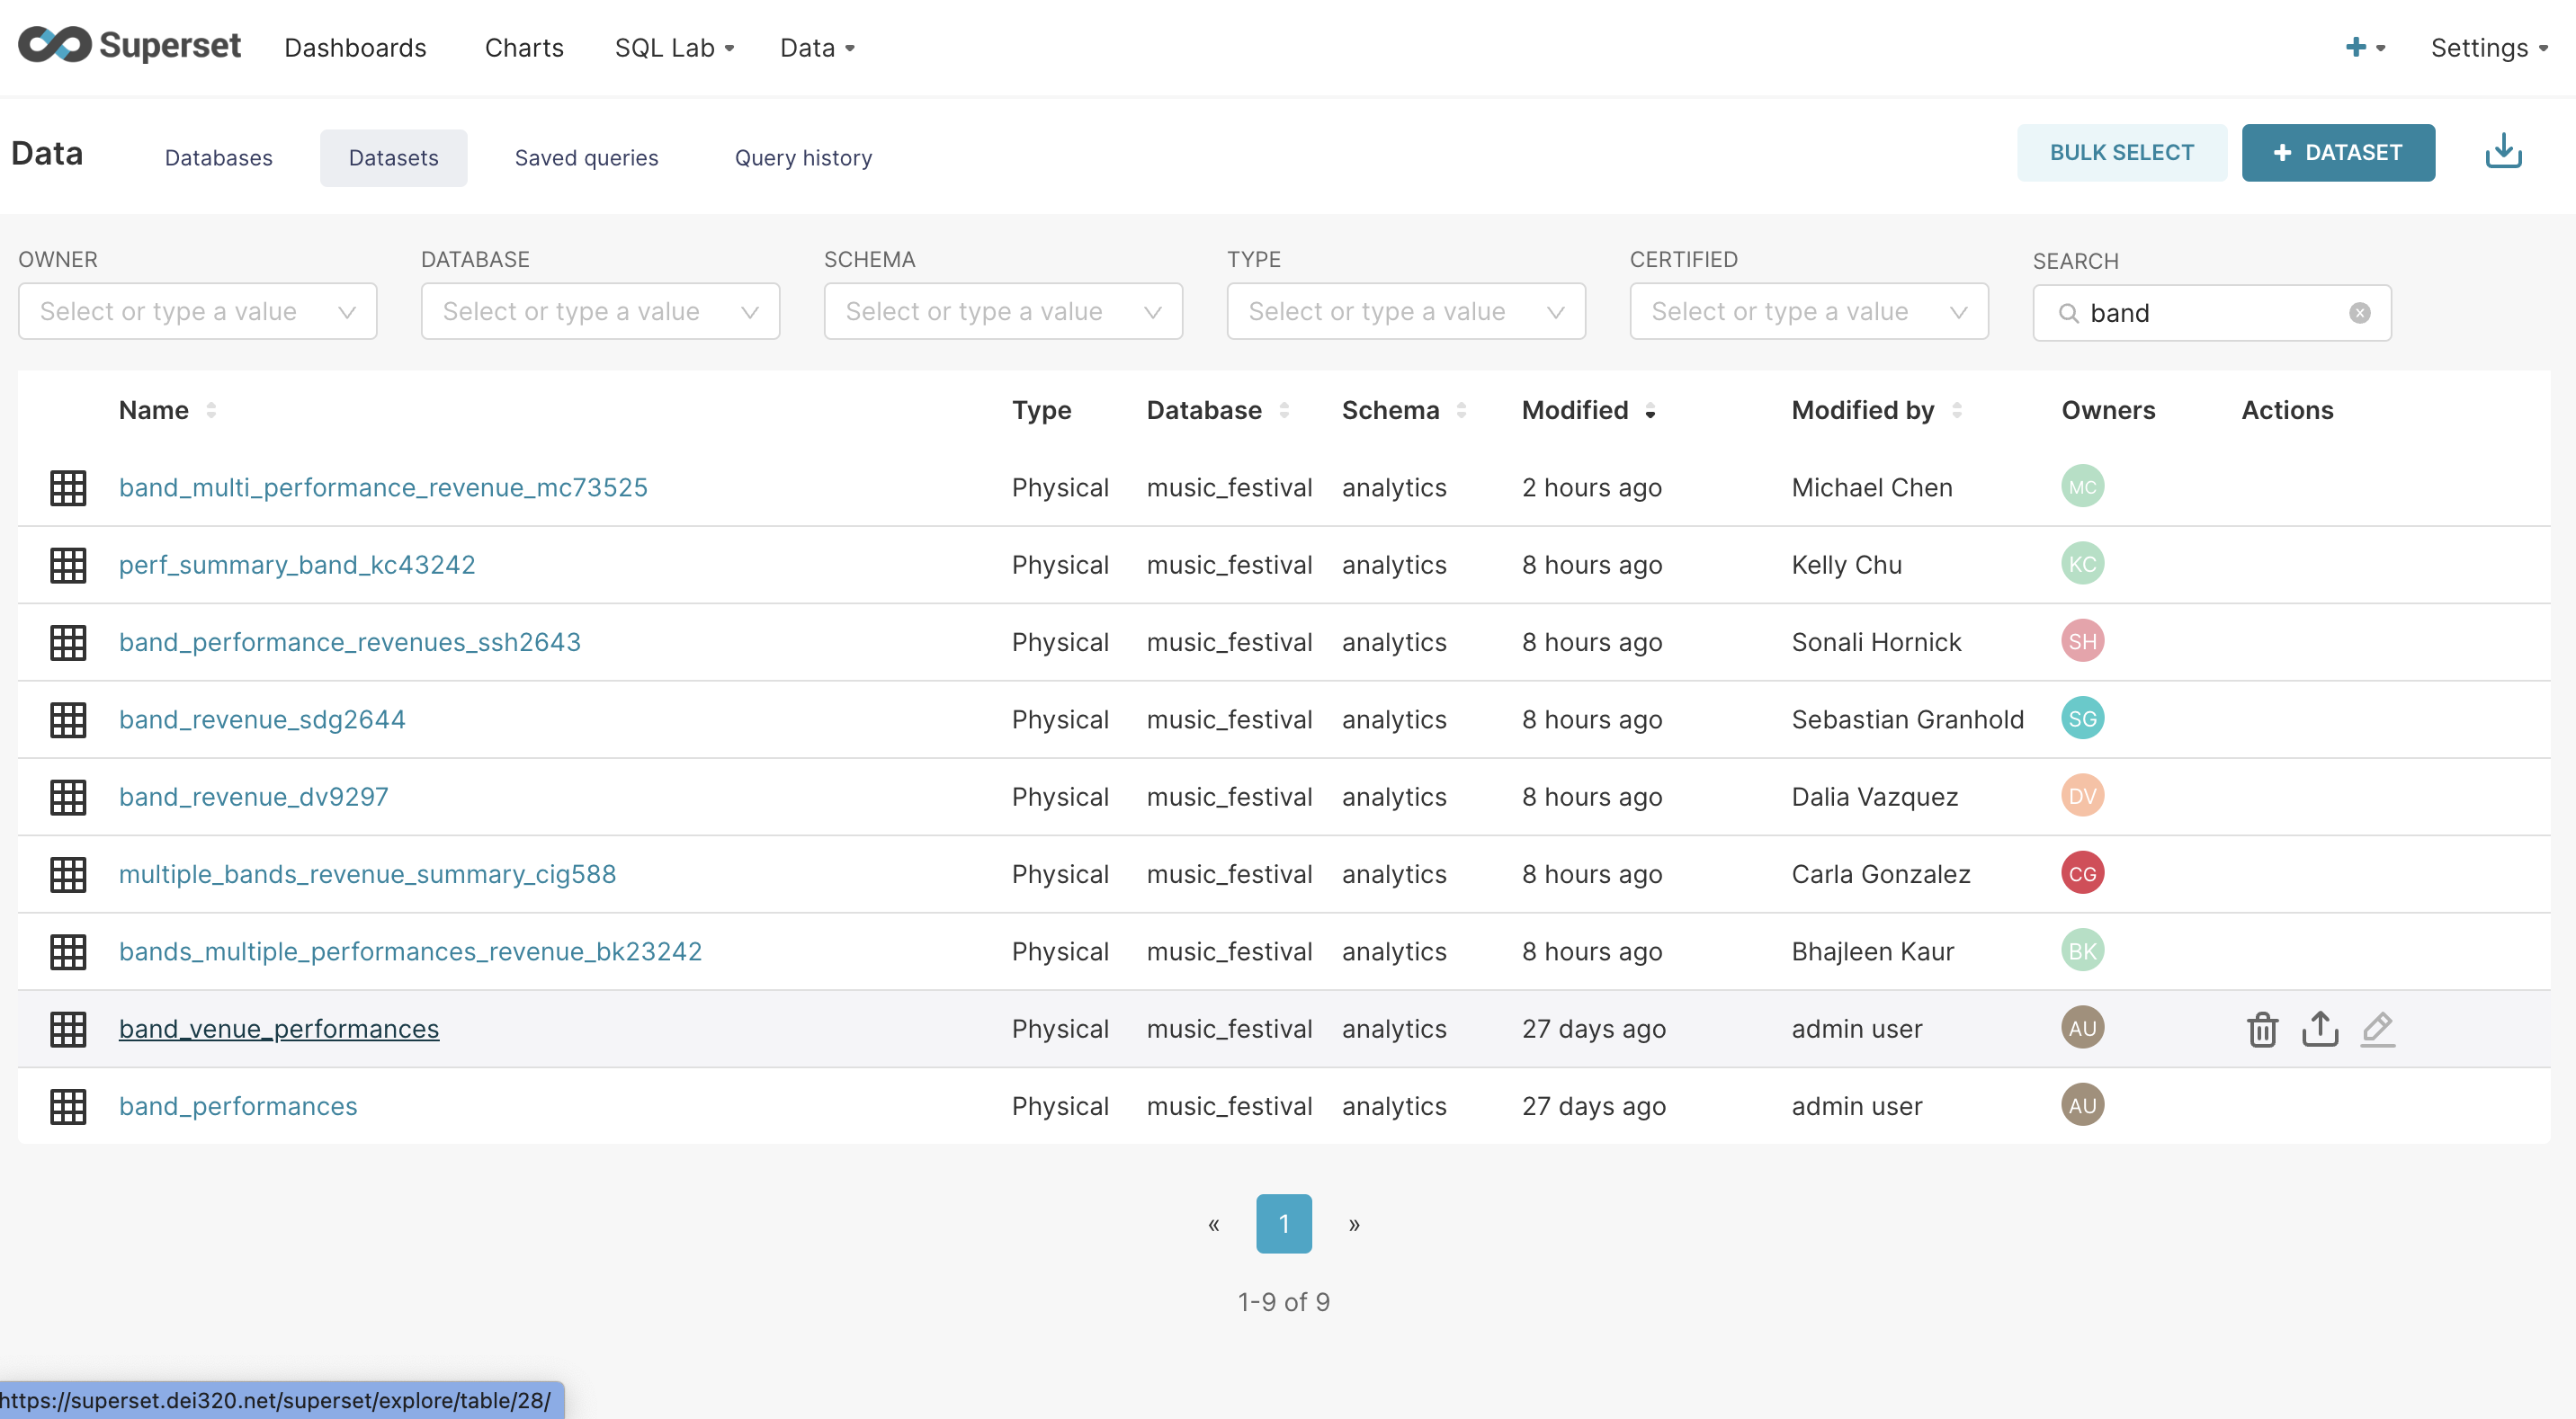 Superset Dashboards Charts SQL Lab Data + Settings
Data Databases Datasets Saved queries Query history BULK SELECT + DATASET
OWNER DATABASE SCHEMA TYPE CERTIFIED SEARCH
Select or type a value Select or type a value Select or type a value Select or type a value Select or type a value band
Name Type Database Schema Modified Modified by Owners Actions
band_multi_performance_revenue_mc73525 Physical music_festival analytics 2 hours ago Michael Chen MC
perf_summary_band_kc43242 Physical music_festival analytics 8 hours ago Kelly Chu KC
band_performance_revenues_ssh2643 Physical music_festival analytics 8 hours ago Sonali Hornick SH
band_revenue_sdg2644 Physical music_festival analytics 8 hours ago Sebastian Granhold SG
band_revenue_dv9297 Physical music_festival analytics 8 hours ago Dalia Vazquez DV
multiple_bands_revenue_summary_cig588 Physical music_festival analytics 8 hours ago Carla Gonzalez CG
bands_multiple_performances_revenue_bk23242 Physical music_festival analytics 8 hours ago Bhajleen Kaur BK
band_venue_performances Physical music_festival analytics 27 days ago admin user AU
band_performances Physical music_festival analytics 27 days ago admin user AU
« 1 »
1-9 of 9
https://superset.dei320.net/superset/explore/table/28/